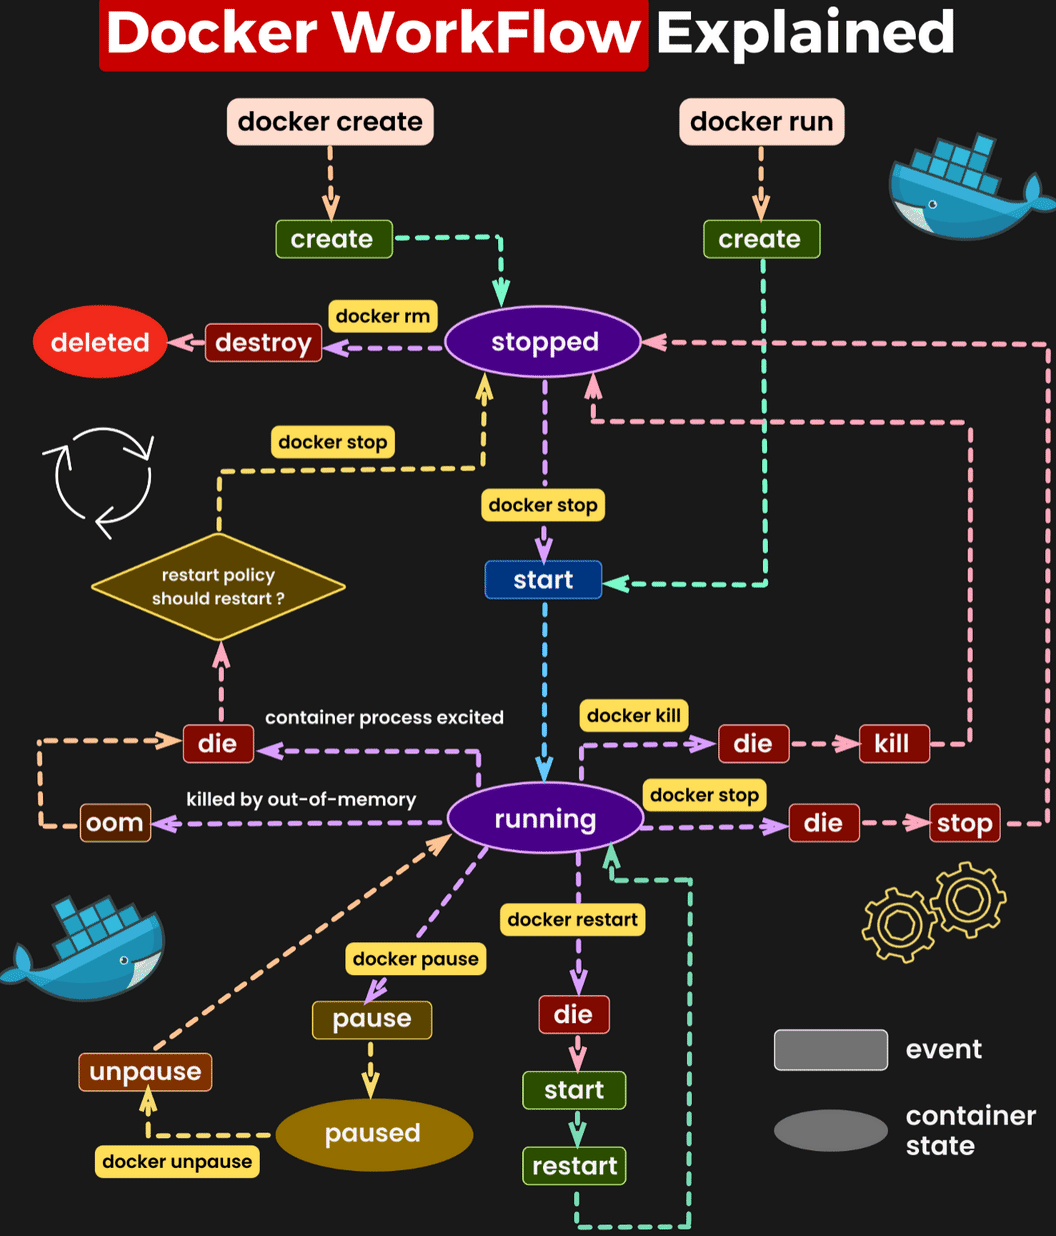 Docker WorkFlow Explained
docker create
docker run
create
create
docker rm
deleted
destroy
stopped
docker stop
docker stop
restart policy
should restart ?
start
container process excited
docker kill
die
die
kill
killed by out-of-memory
docker stop
oom
running
die
stop
docker restart
docker pause
pause
die
unpause
start
paused
docker unpause
restart
event
container
state